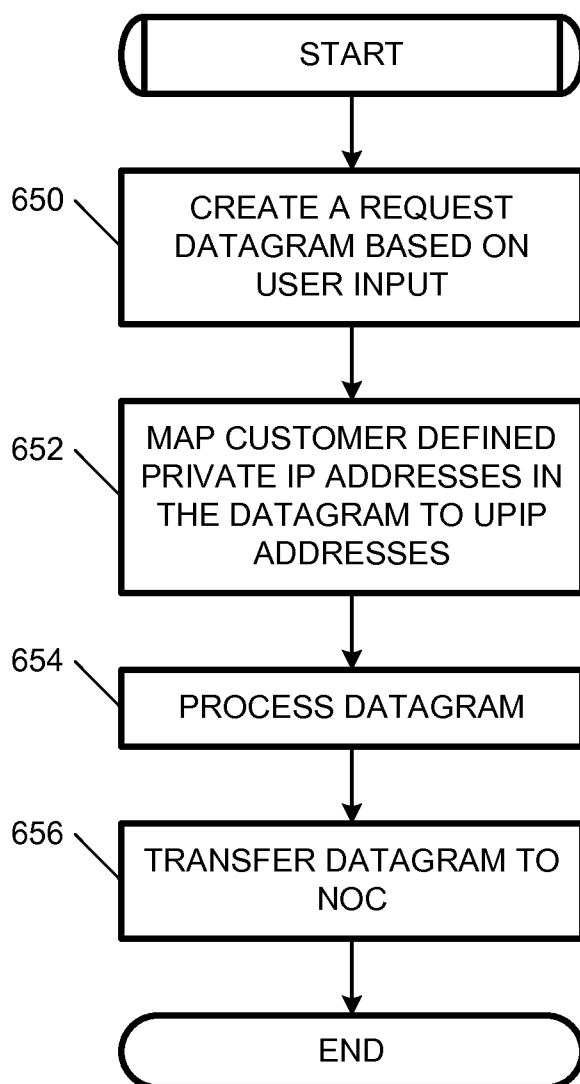 START
650
CREATE A REQUEST
DATAGRAM BASED ON
USER INPUT
652
MAP CUSTOMER DEFINED
PRIVATE IP ADDRESSES IN
THE DATAGRAM TO UPIP
ADDRESSES
654
PROCESS DATAGRAM
656
TRANSFER DATAGRAM TO
NOC
END